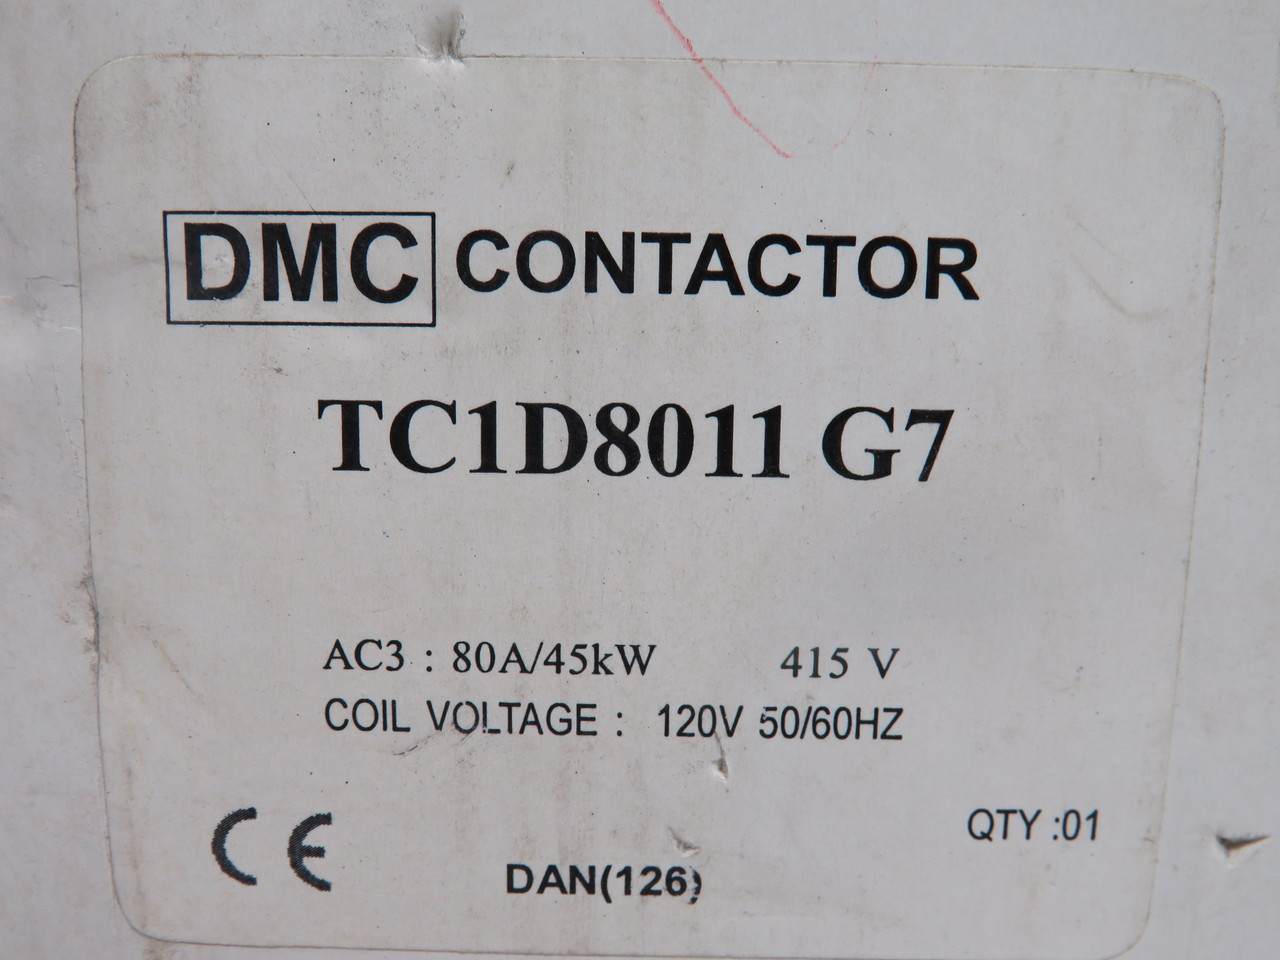 DMC CONTACTOR
TC1D8011 G7
AC3 : 80A/45kW 415 V
COIL VOLTAGE : 120V 50/60HZ
QTY :01
CE
DAN(126)